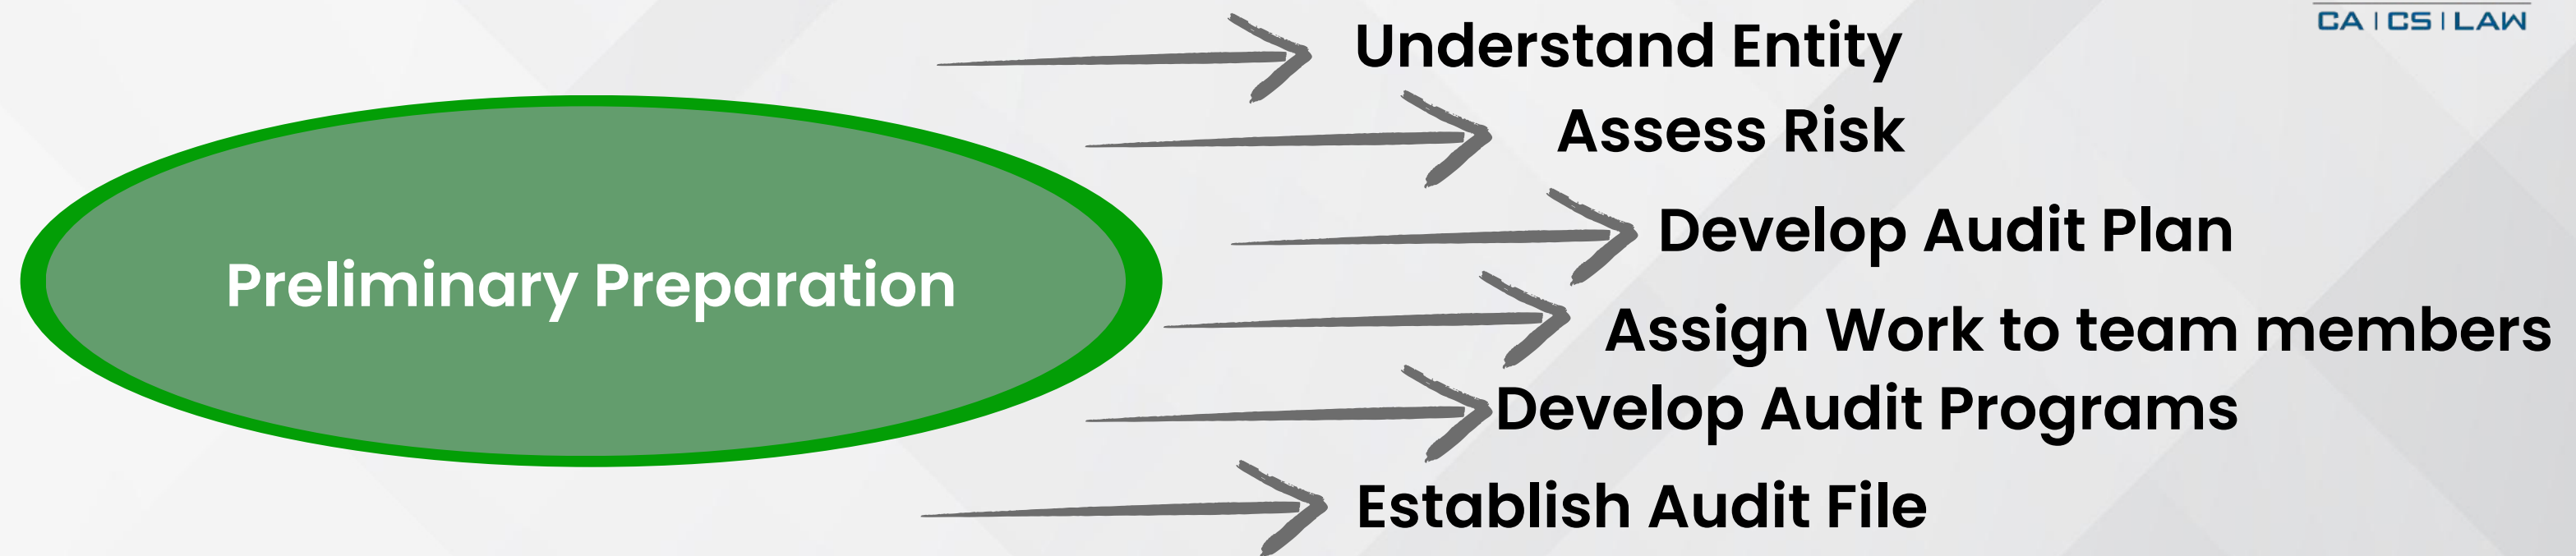 CA | CS | LAW
Understand Entity
Assess Risk
Develop Audit Plan
Preliminary Preparation
Assign Work to team members
Develop Audit Programs
Establish Audit File